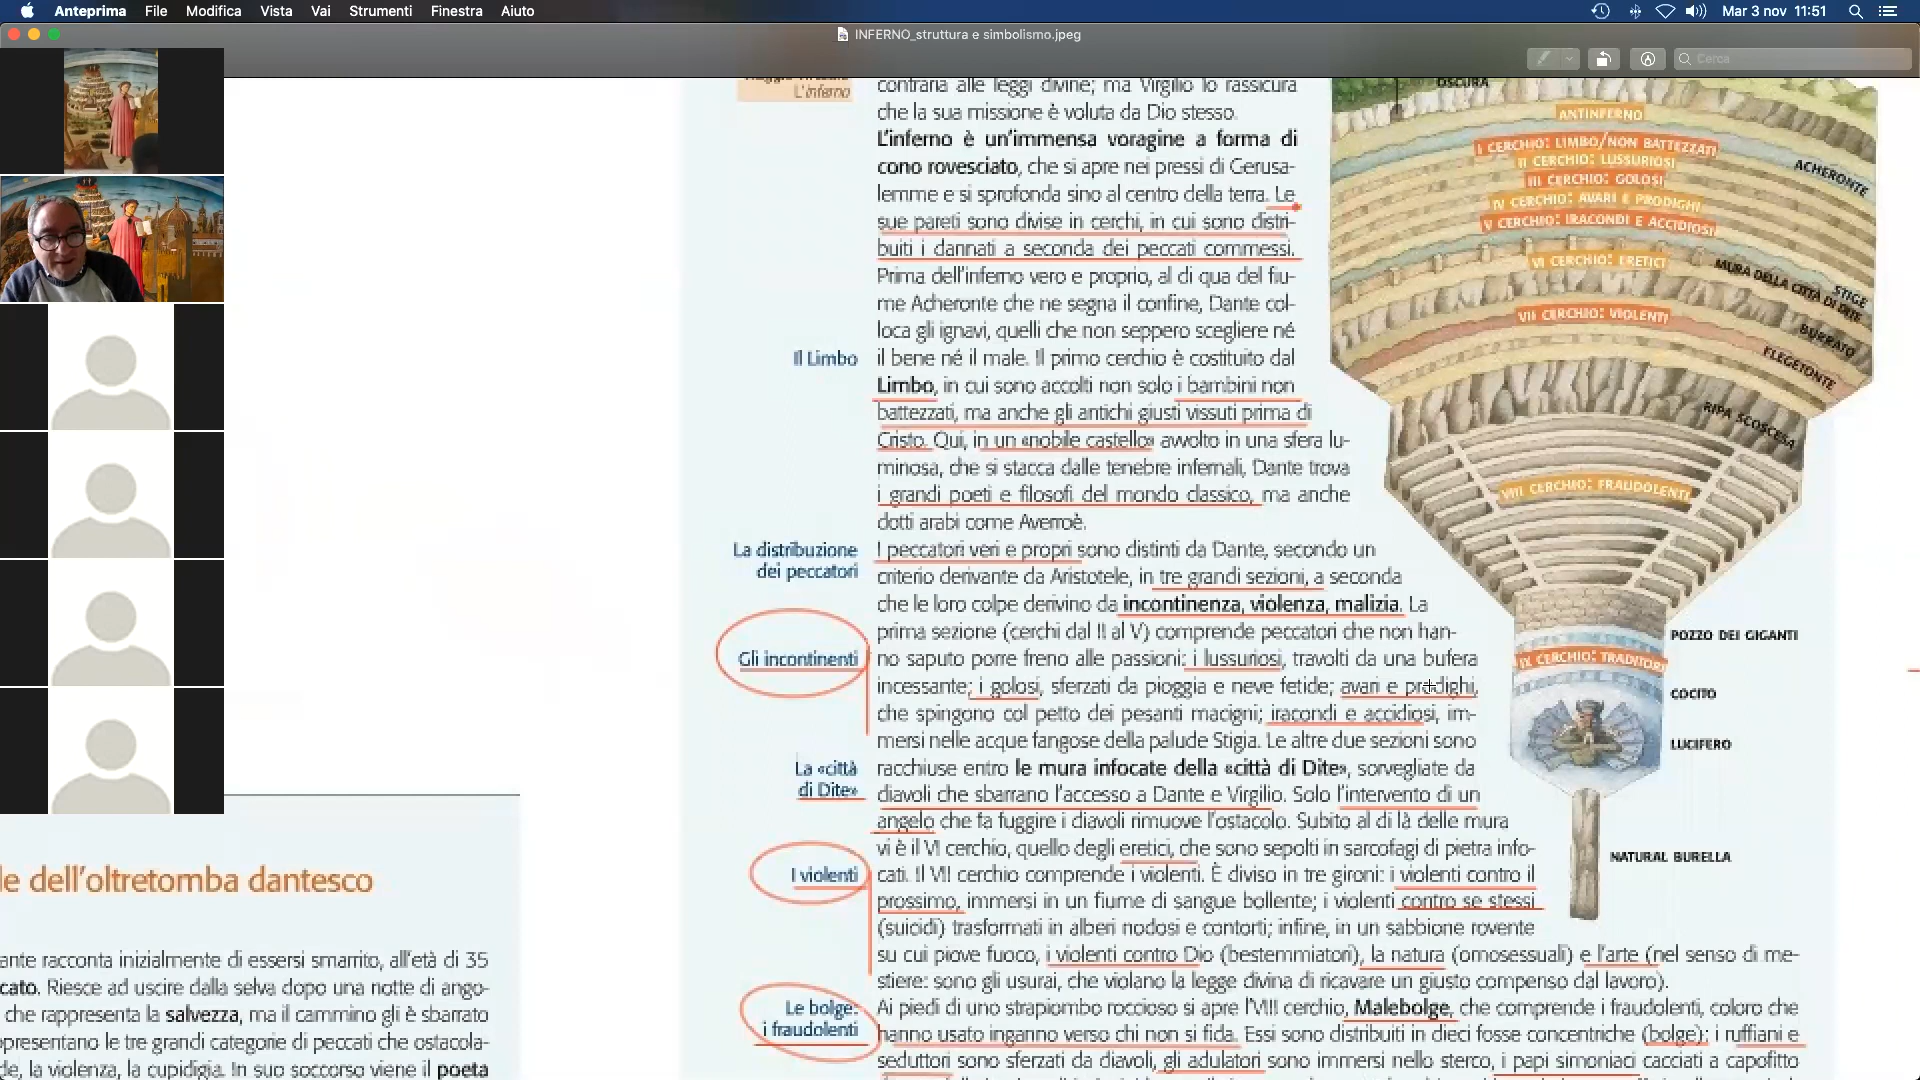 Anteprima File Modifica Vista Vai Strumenti Finestra Aiuto
Mar 3 nov 11:51
INFERNO_struttura e simbolismo.jpeg
Cerca
L'inferno
contraria alle leggi divine; ma Virgilio lo rassicura
che la sua missione è voluta da Dio stesso.
L'inferno è un'immensa voragine a forma di
cono rovesciato, che si apre nei pressi di Gerusa-
lemme e si sprofonda sino al centro della terra. Le
sue pareti sono divise in cerchi, in cui sono distri-
buiti i dannati a seconda dei peccati commessi.
Prima dell'inferno vero e proprio, al di qua del fiu-
me Acheronte che ne segna il confine, Dante col-
loca gli ignavi, quelli che non seppero scegliere né
Il Limbo
il bene né il male. Il primo cerchio è costituito dal
Limbo, in cui sono accolti non solo i bambini non
battezzati, ma anche gli antichi giusti vissuti prima di
Cristo. Qui, in un «nobile castello» avvolto in una sfera lu-
minosa, che si stacca dalle tenebre infernali, Dante trova
i grandi poeti e filosofi del mondo classico, ma anche
dotti arabi come Averroè.
La distribuzione
dei peccatori
I peccatori veri e propri sono distinti da Dante, secondo un
criterio derivante da Aristotele, in tre grandi sezioni, a seconda
che le loro colpe derivino da incontinenza, violenza, malizia. La
prima sezione (cerchi dal II al V) comprende peccatori che non han-
Gli incontinenti
no saputo porre freno alle passioni: i lussuriosi, travolti da una bufera
incessante; i golosi, sferzati da pioggia e neve fetide; avari e prodighi,
che spingono col petto dei pesanti macigni; iracondi e accidiosi, im-
mersi nelle acque fangose della palude Stigia. Le altre due sezioni sono
La «città
di Dite»
racchiuse entro le mura infocate della «città di Dite», sorvegliate da
diavoli che sbarrano l'accesso a Dante e Virgilio. Solo l'intervento di un
angelo che fa fuggire i diavoli rimuove l'ostacolo. Subito al di là delle mura
vi è il VI cerchio, quello degli eretici, che sono sepolti in sarcofagi di pietra info-
I violenti
cati. Il VII cerchio comprende i violenti. È diviso in tre gironi: i violenti contro il
prossimo, immersi in un fiume di sangue bollente; i violenti contro se stessi
(suicidi) trasformati in alberi nodosi e contorti; infine, in un sabbione rovente
su cui piove fuoco, i violenti contro Dio (bestemmiatori), la natura (omosessuali) e l'arte (nel senso di me-
stiere: sono gli usurai, che violano la legge divina di ricavare un giusto compenso dal lavoro).
Le bolge:
i fraudolenti
Ai piedi di uno strapiombo roccioso si apre l'VIII cerchio, Malebolge, che comprende i fraudolenti, coloro che
hanno usato inganno verso chi non si fida. Essi sono distribuiti in dieci fosse concentriche (bolge): i ruffiani e
seduttori sono sferzati da diavoli, gli adulatori sono immersi nello sterco, i papi simoniaci cacciati a capofitto
OSCURA
ANTINFERNO
I CERCHIO: LIMBO/NON BATTEZZATI
II CERCHIO: LUSSURIOSI
III CERCHIO: GOLOSI
IV CERCHIO: AVARI E PRODIGHI
V CERCHIO: IRACONDI E ACCIDIOSI
VI CERCHIO: ERETICI
VII CERCHIO: VIOLENTI
VIII CERCHIO: FRAUDOLENTI
IX CERCHIO: TRADITORI
ACHERONTE
STIGE
MURA DELLA CITTÀ DI DITE
BURRATO
FLEGETONTE
RIPA SCOSCESA
POZZO DEI GIGANTI
COCITO
LUCIFERO
NATURAL BURELLA
le dell'oltretomba dantesco
ante racconta inizialmente di essersi smarrito, all'età di 35
cato. Riesce ad uscire dalla selva dopo una notte di ango-
che rappresenta la salvezza, ma il cammino gli è sbarrato
ppresentano le tre grandi categorie di peccati che ostacola-
de, la violenza, la cupidigia. In suo soccorso viene il poeta